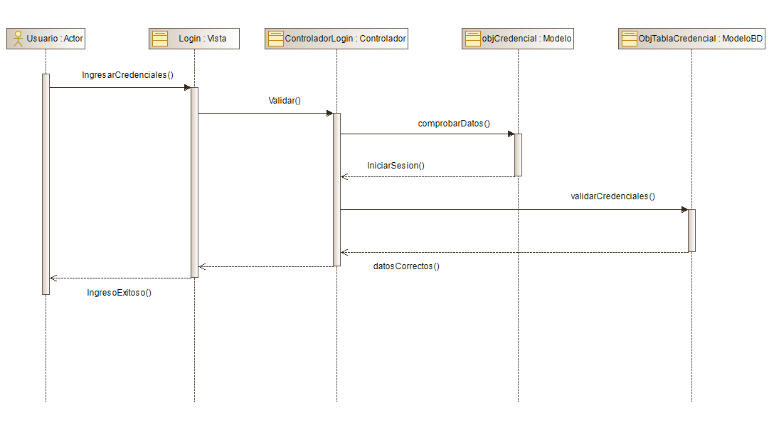 Usuario : Actor
Login : Vista
ControladorLogin : Controlador
objCredencial : Modelo
ObjTablaCredencial : ModeloBD
IngresarCredenciales()
Validar()
comprobarDatos()
IniciarSesion()
validarCredenciales()
datosCorrectos()
IngresoExitoso()